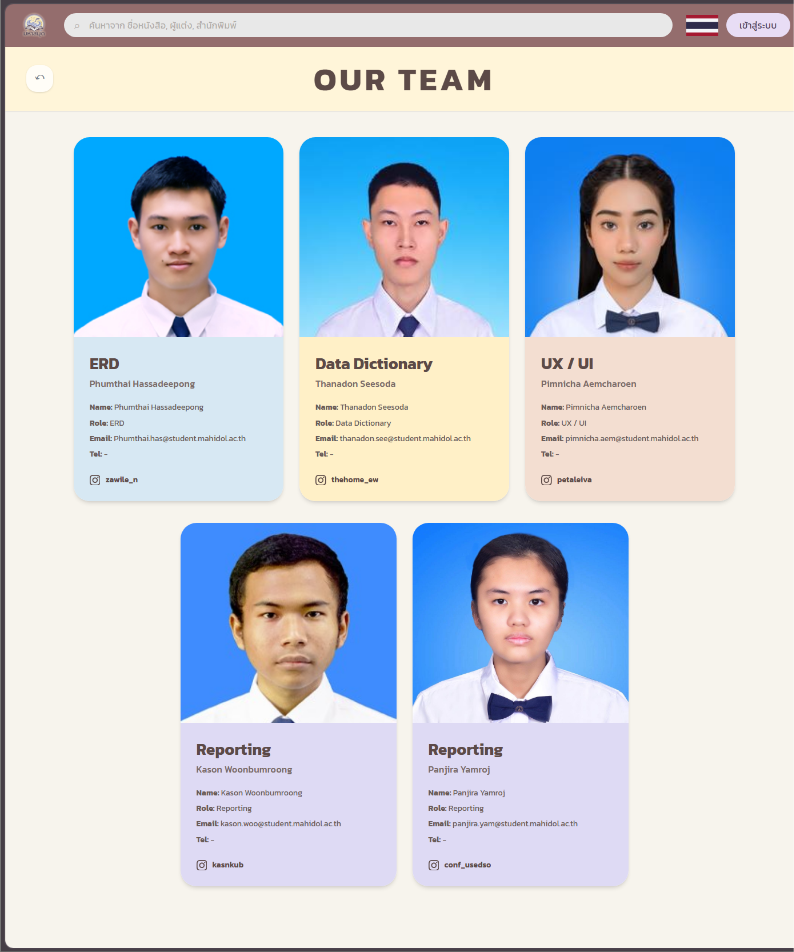 ค้นหาจาก ชื่อหนังสือ, ผู้แต่ง, สำนักพิมพ์
เข้าสู่ระบบ
OUR TEAM
ERD
Phumthai Hassadeepong
Name: Phumthai Hassadeepong
Role: ERD
Email: Phumthai.has@student.mahidol.ac.th
Tel: -
zawile_n
Data Dictionary
Thanadon Seesoda
Name: Thanadon Seesoda
Role: Data Dictionary
Email: thanadon.see@student.mahidol.ac.th
Tel: -
thehome_ew
UX / UI
Pimnicha Aemcharoen
Name: Pimnicha Aemcharoen
Role: UX / UI
Email: pimnicha.aem@student.mahidol.ac.th
Tel: -
petaleiva
Reporting
Kason Woonbumroong
Name: Kason Woonbumroong
Role: Reporting
Email: kason.woo@student.mahidol.ac.th
Tel: -
kasnkub
Reporting
Panjira Yamroj
Name: Panjira Yamroj
Role: Reporting
Email: panjira.yam@student.mahidol.ac.th
Tel: -
conf_usedso